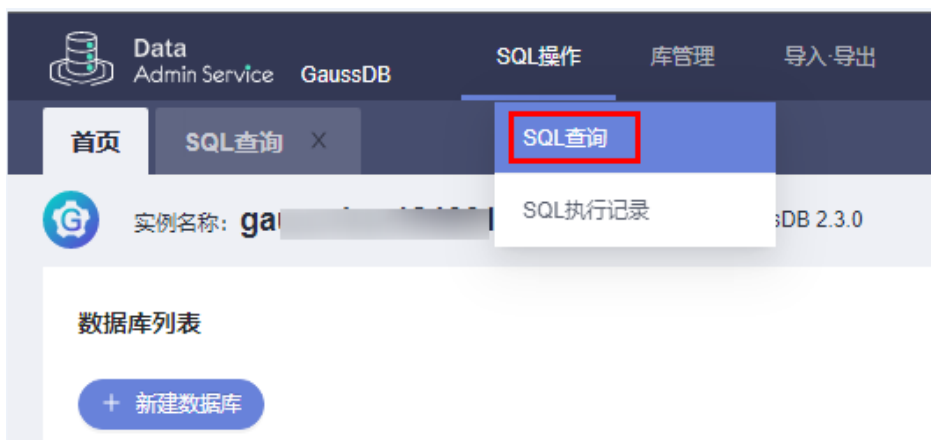 Data
Admin Service GaussDB SQL操作 库管理 导入·导出
首页 SQL查询 X
SQL查询
SQL执行记录
实例名称: DB 2.3.0
数据库列表
+ 新建数据库